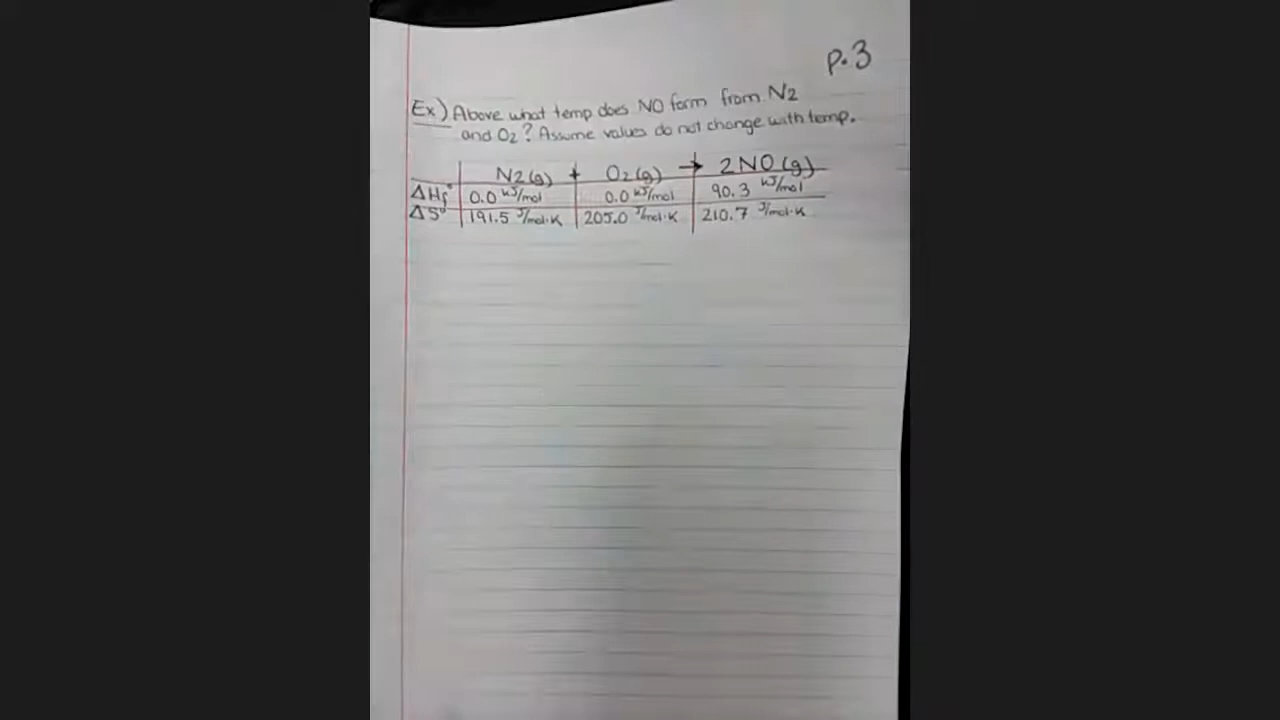 p.3
Ex) Above what temp does NO form from N2
and O2? Assume values do not change with temp.
N2(g) + O2(g) → 2NO(g)
ΔHf° 0.0 kJ/mol 0.0 kJ/mol 90.3 kJ/mol
ΔS° 191.5 J/mol·K 205.0 J/mol·K 210.7 J/mol·K